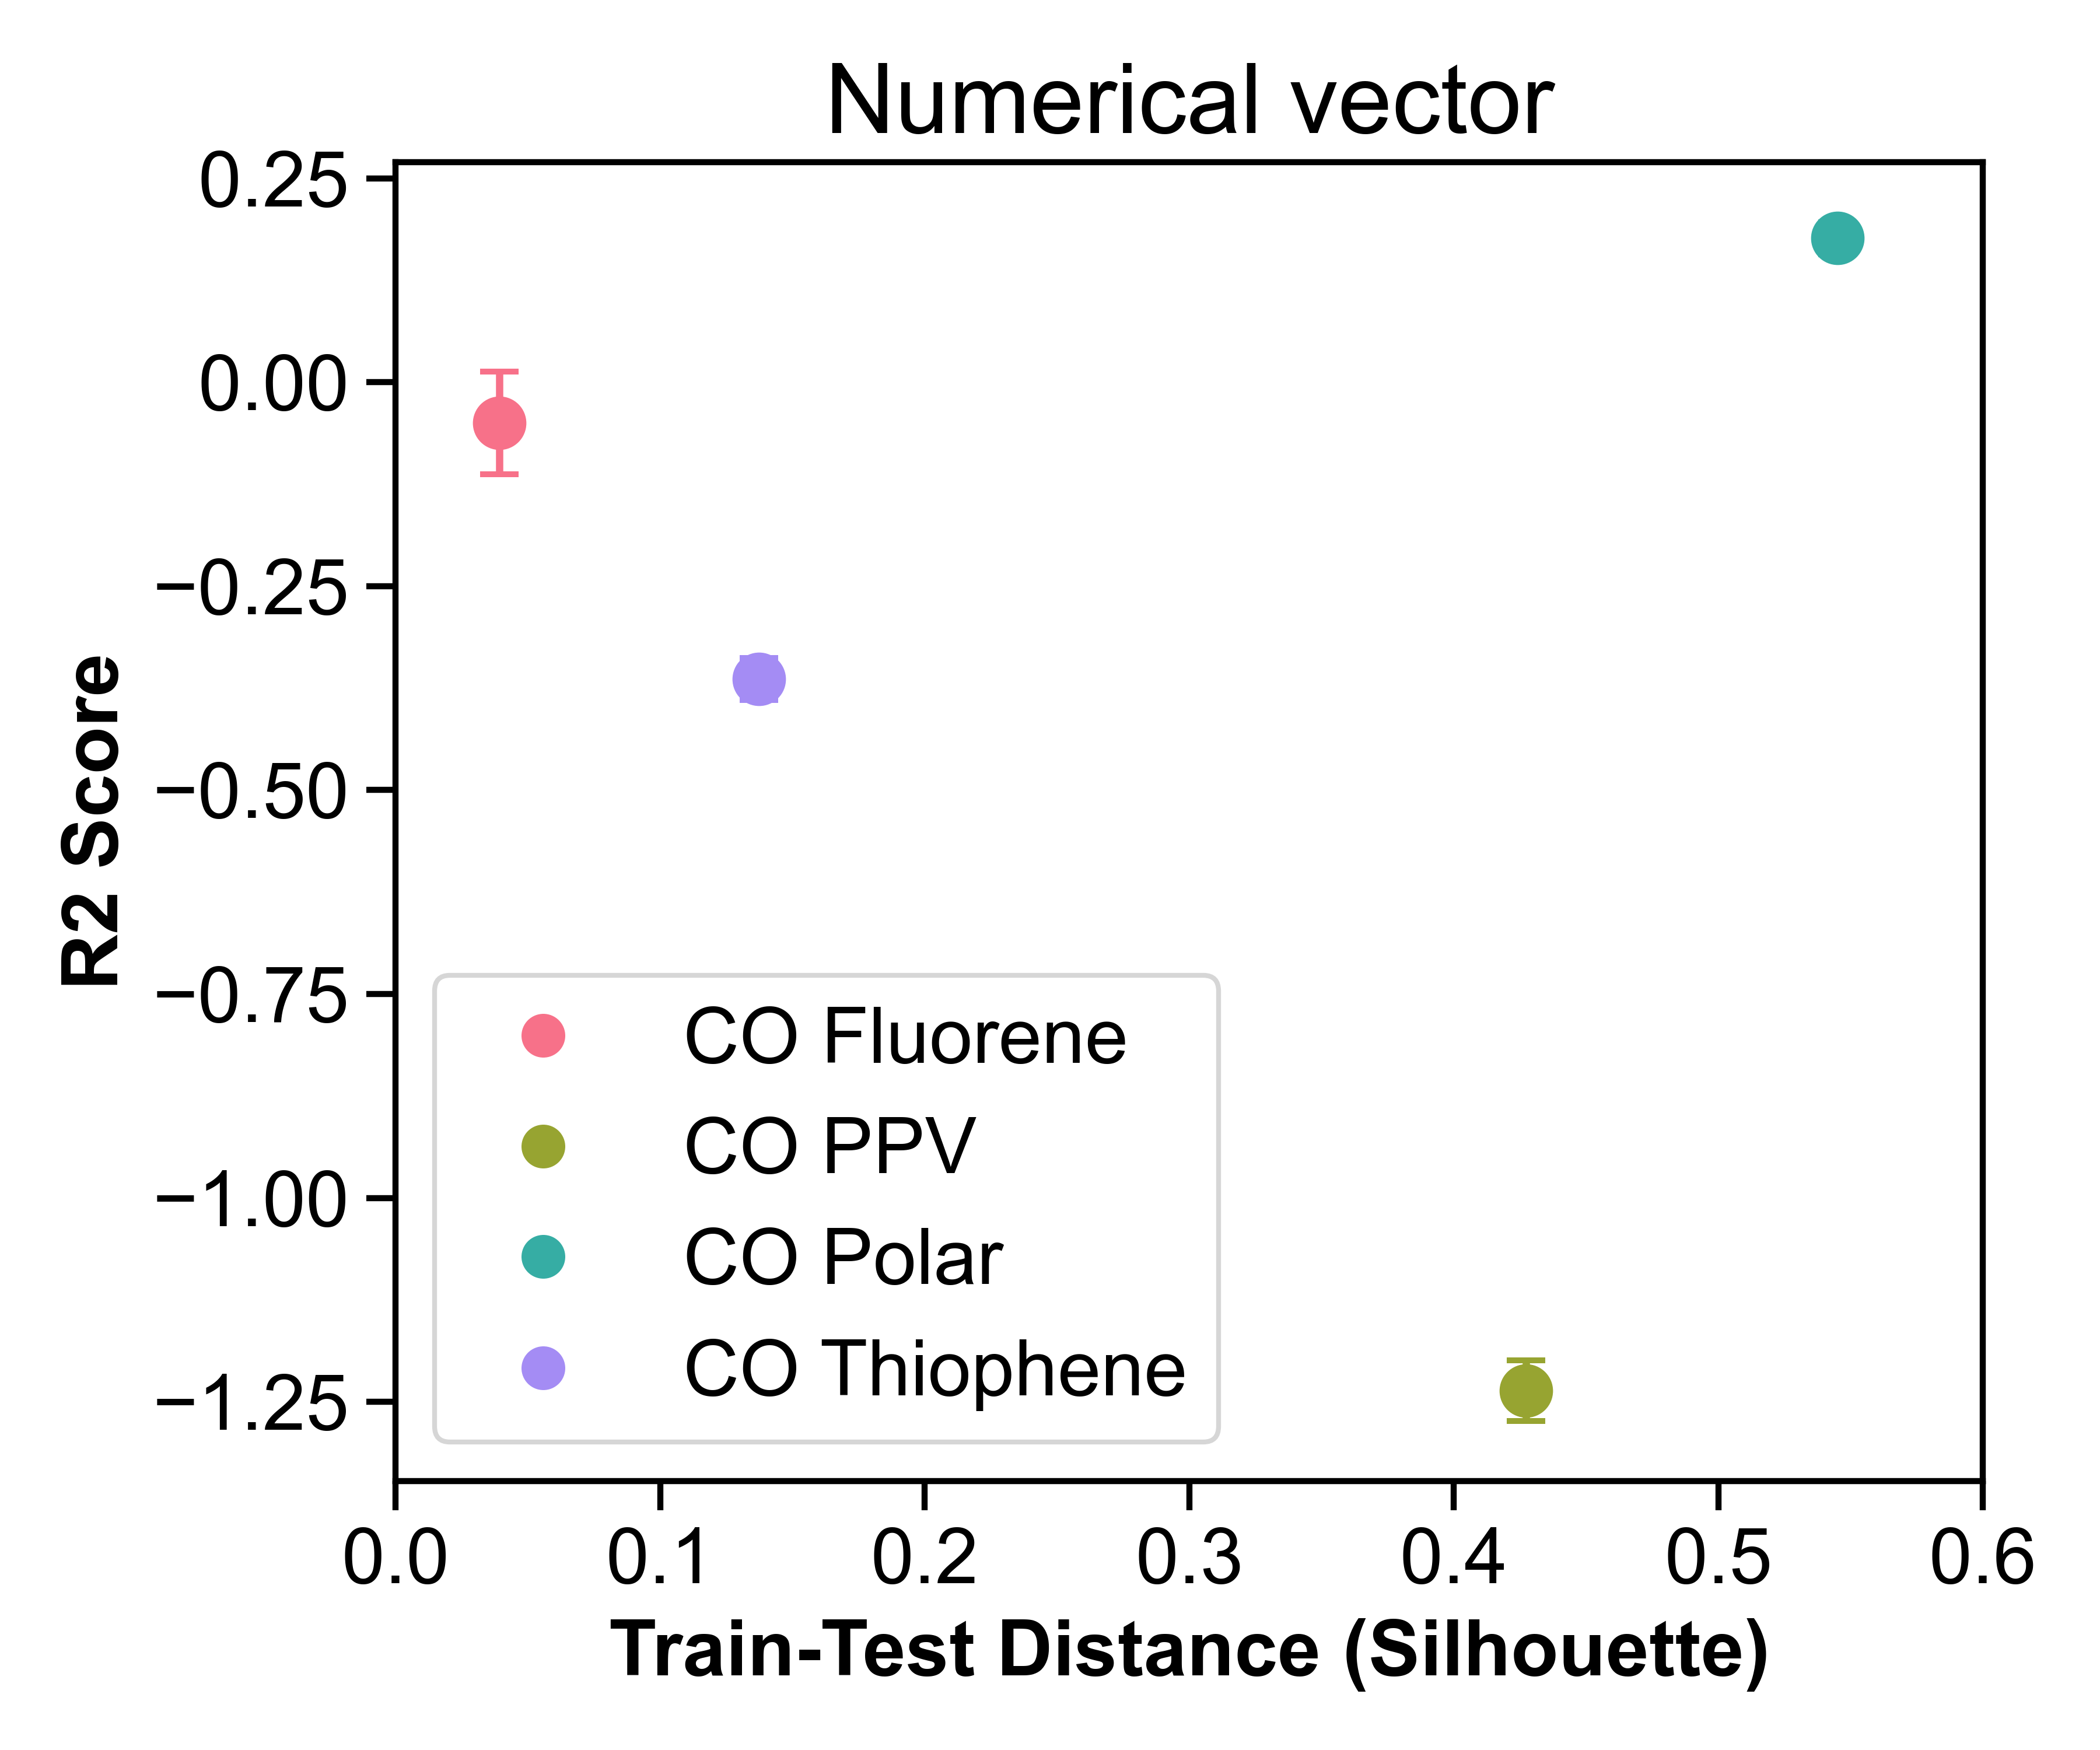 Numerical vector
0.25
0.00
−0.25
−0.50
−0.75
−1.00
−1.25
R2 Score
CO Fluorene
CO PPV
CO Polar
CO Thiophene
0.0 0.1 0.2 0.3 0.4 0.5 0.6
Train-Test Distance (Silhouette)